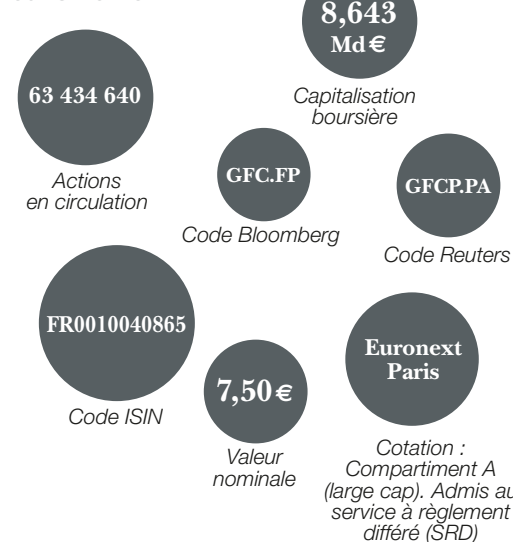 8,643
Md €
Capitalisation
boursière
63 434 640
Actions
en circulation
GFC.FP
Code Bloomberg
GFCP.PA
Code Reuters
FR0010040865
Code ISIN
7,50 €
Valeur
nominale
Euronext
Paris
Cotation :
Compartiment A
(large cap). Admis au
service à règlement
différé (SRD)